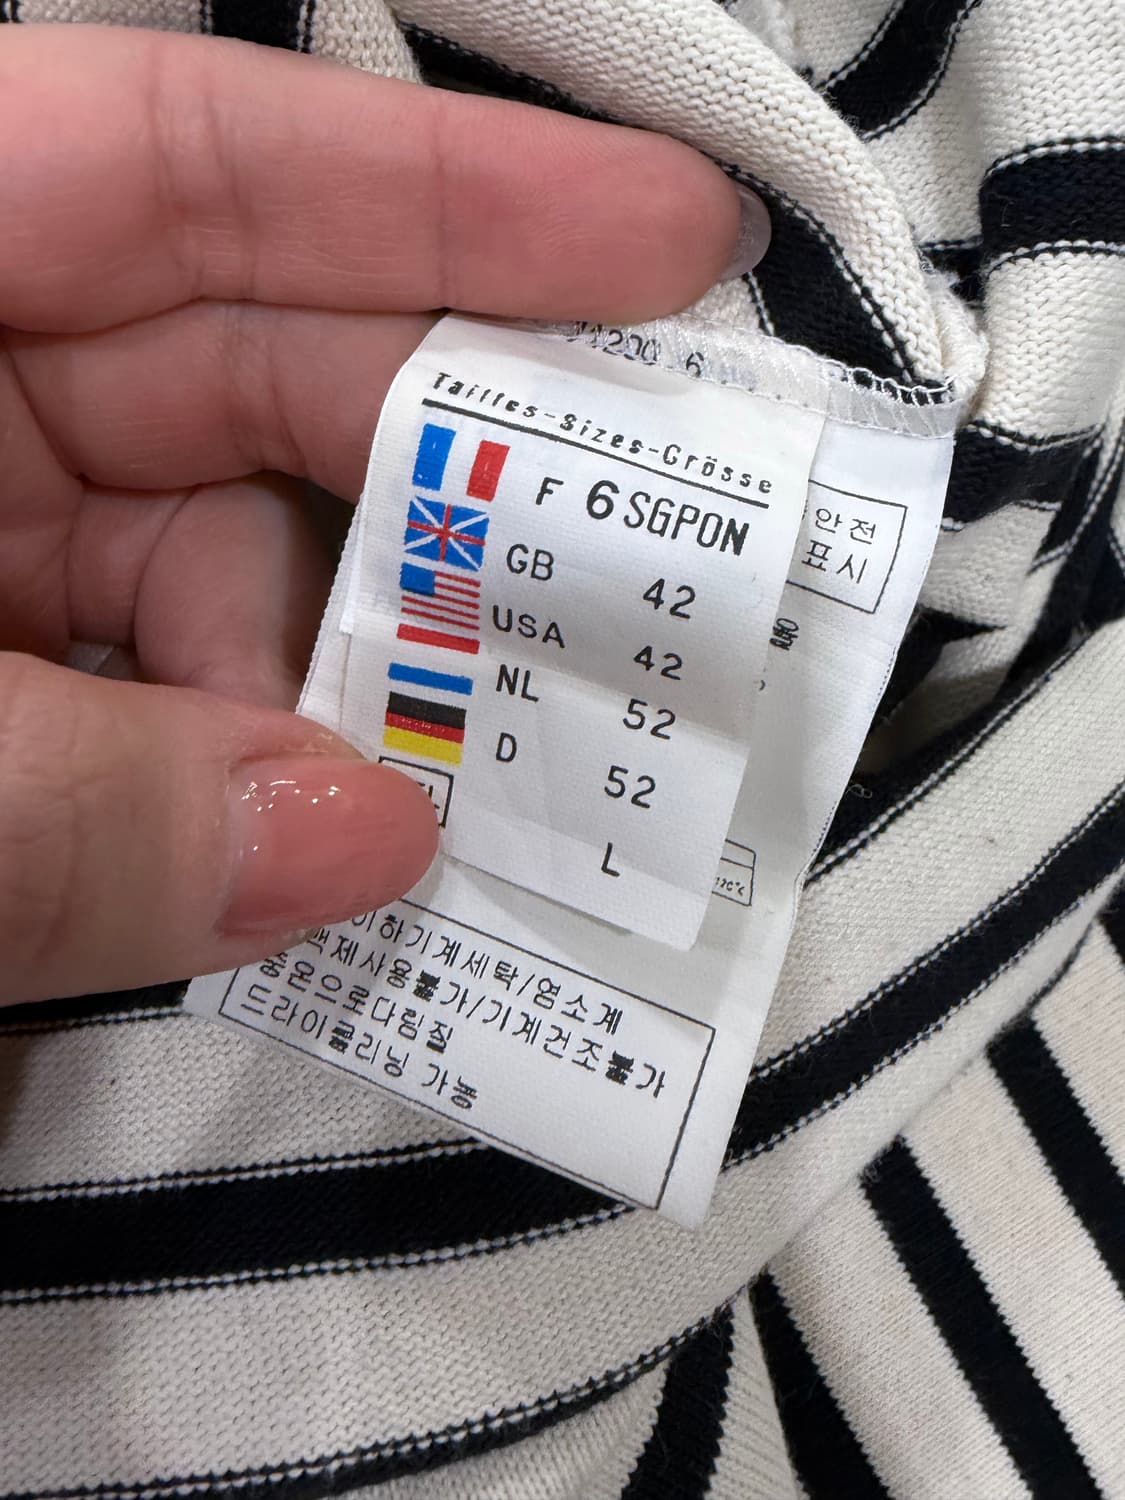 Tailles-Sizes-Grösse
F 6 SGPON
GB 42
USA 42
NL 52
D 52
L
안전
표시
이하기계세탁/염소계
백제사용불가/기계건조불가
중온으로다림질
드라이클리닝 가능